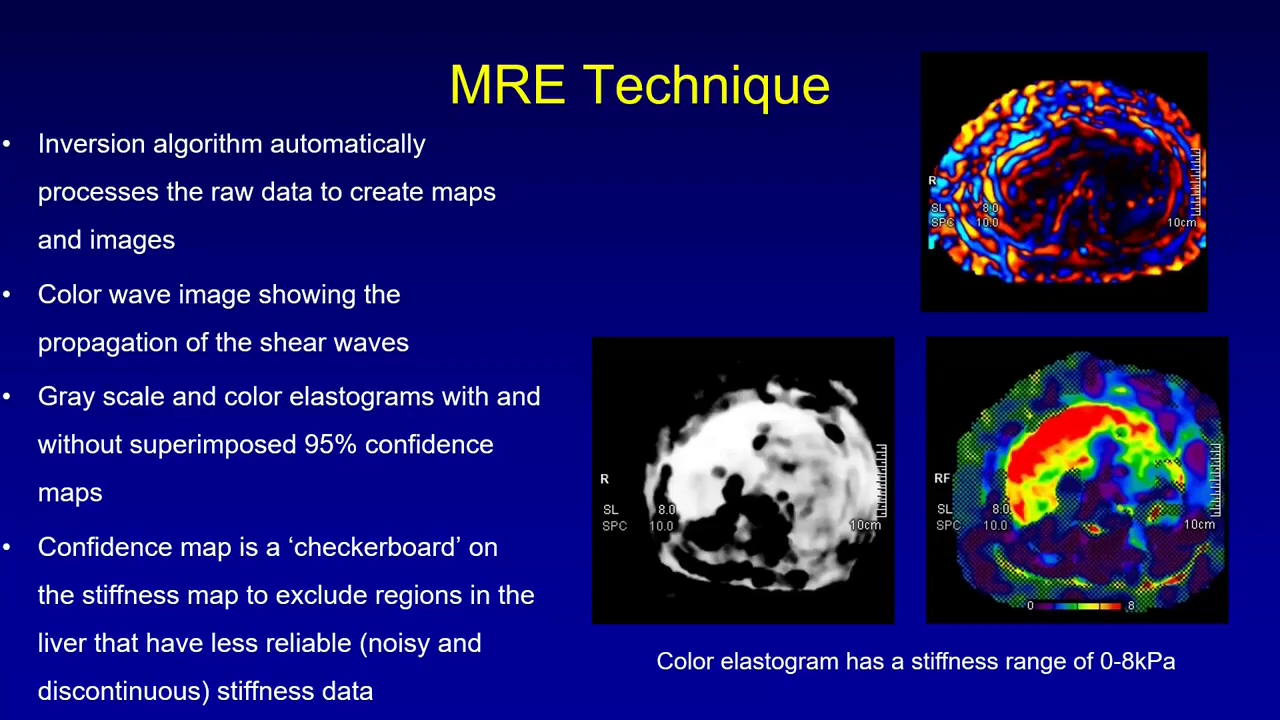 MRE Technique
• Inversion algorithm automatically
processes the raw data to create maps
and images
• Color wave image showing the
propagation of the shear waves
• Gray scale and color elastograms with and
without superimposed 95% confidence
maps
• Confidence map is a ‘checkerboard’ on
the stiffness map to exclude regions in the
liver that have less reliable (noisy and
discontinuous) stiffness data
R
SL 8.0
SPC 10.0 10cm
R
SL 8.0
SPC 10.0 10cm
RF
SL 8.0
SPC 10.0 10cm
0 8
Color elastogram has a stiffness range of 0-8kPa